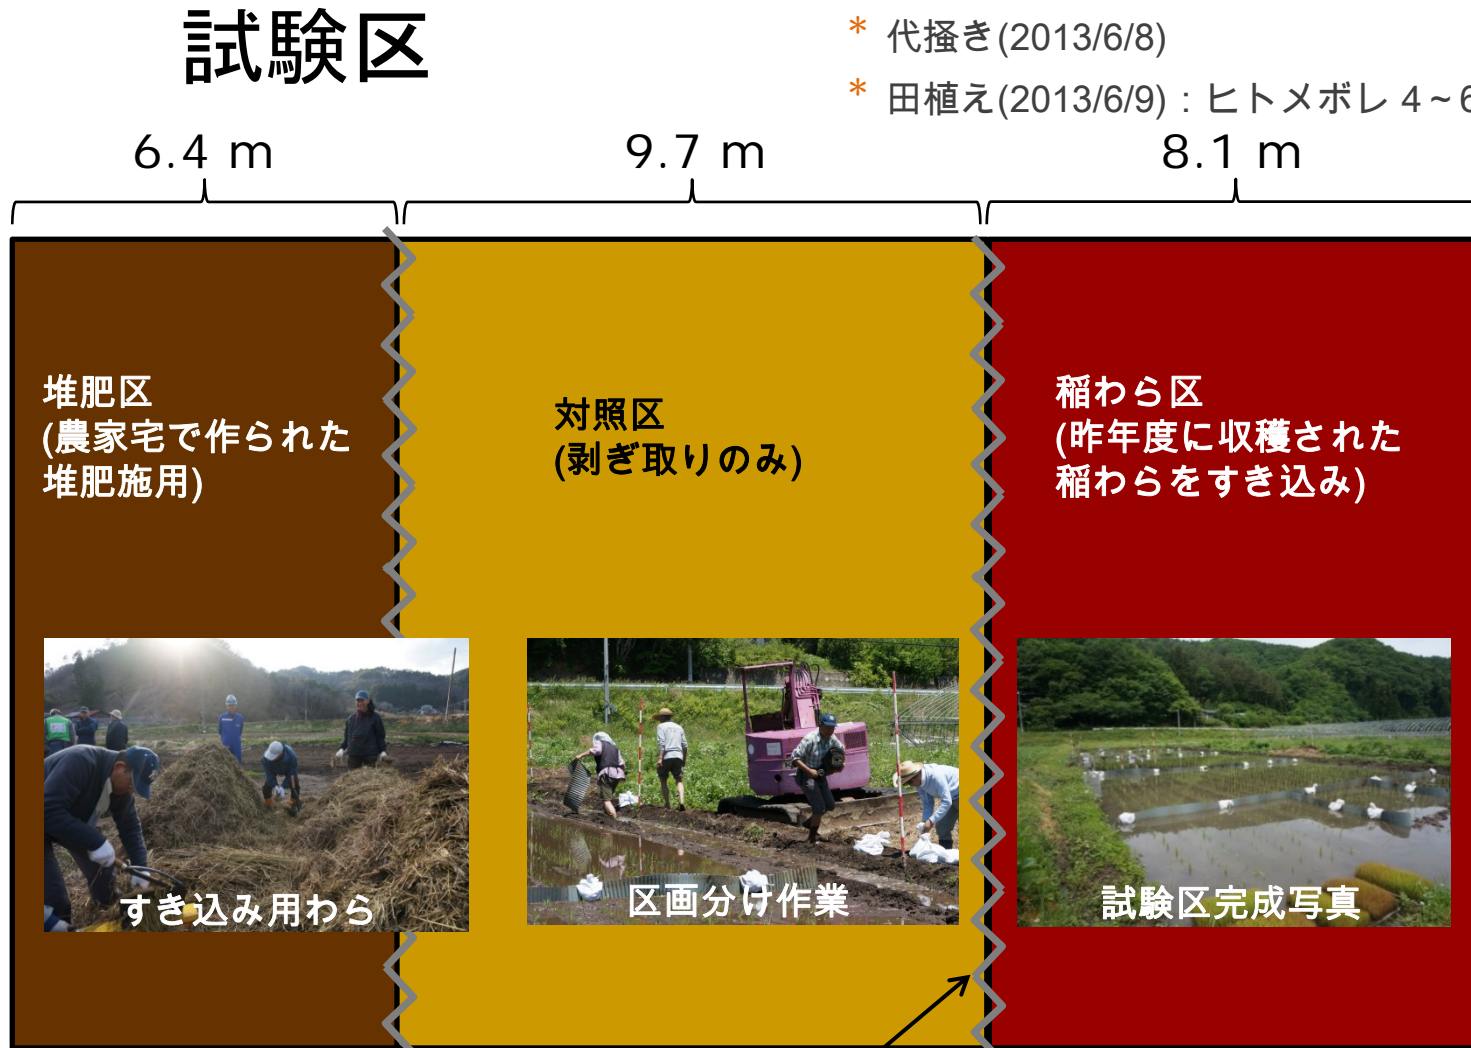 試験区
* 代掻き(2013/6/8)
* 田植え(2013/6/9)：ヒトメボレ 4～6
6.4 m
9.7 m
8.1 m
堆肥区
(農家宅で作られた
堆肥施用)
対照区
(剥ぎ取りのみ)
稲わら区
(昨年度に収穫された
稲わらをすき込み)
すき込み用わら
区画分け作業
試験区完成写真